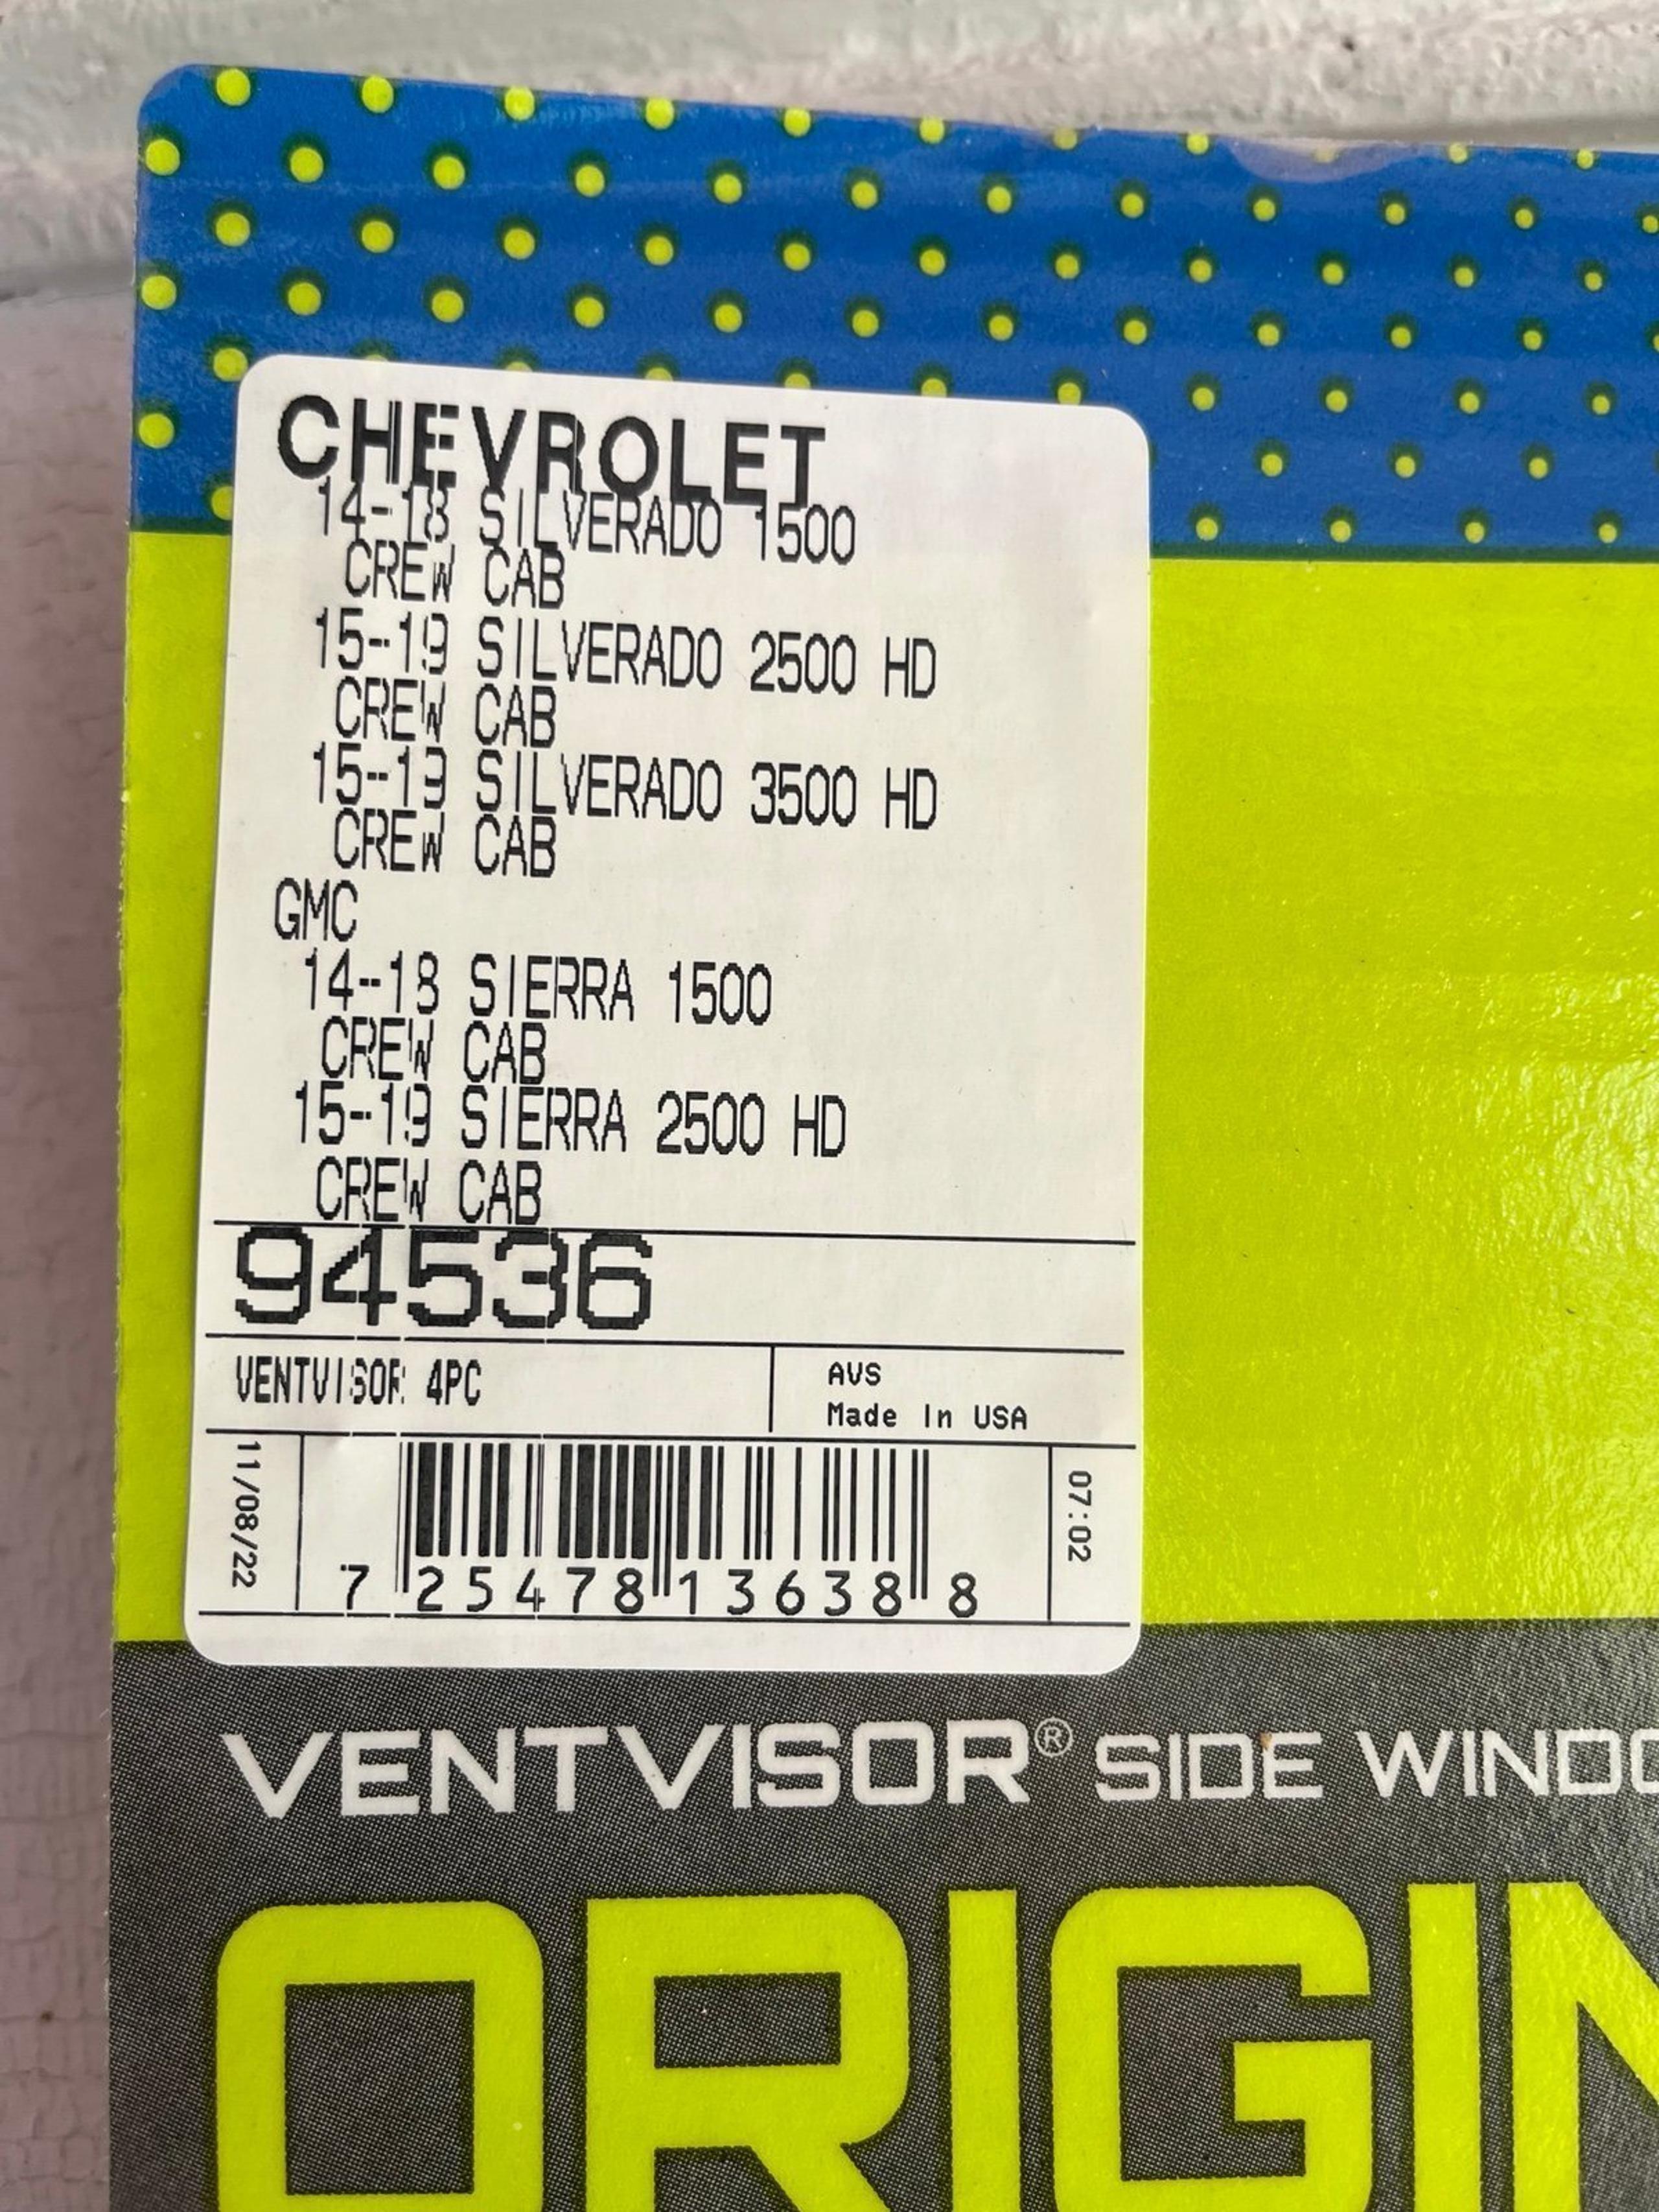 CHEVROLET
14-18 SILVERADO 1500
CREW CAB
15-19 SILVERADO 2500 HD
CREW CAB
15-19 SILVERADO 3500 HD
CREW CAB
GMC
14-18 SIERRA 1500
CREW CAB
15-19 SIERRA 2500 HD
CREW CAB
94536
VENTVISOR 4PC
AVS
Made In USA
11/08/22
07:02
7 25478 13638 8
VENTVISOR® SIDE WINDO
ORIGIN